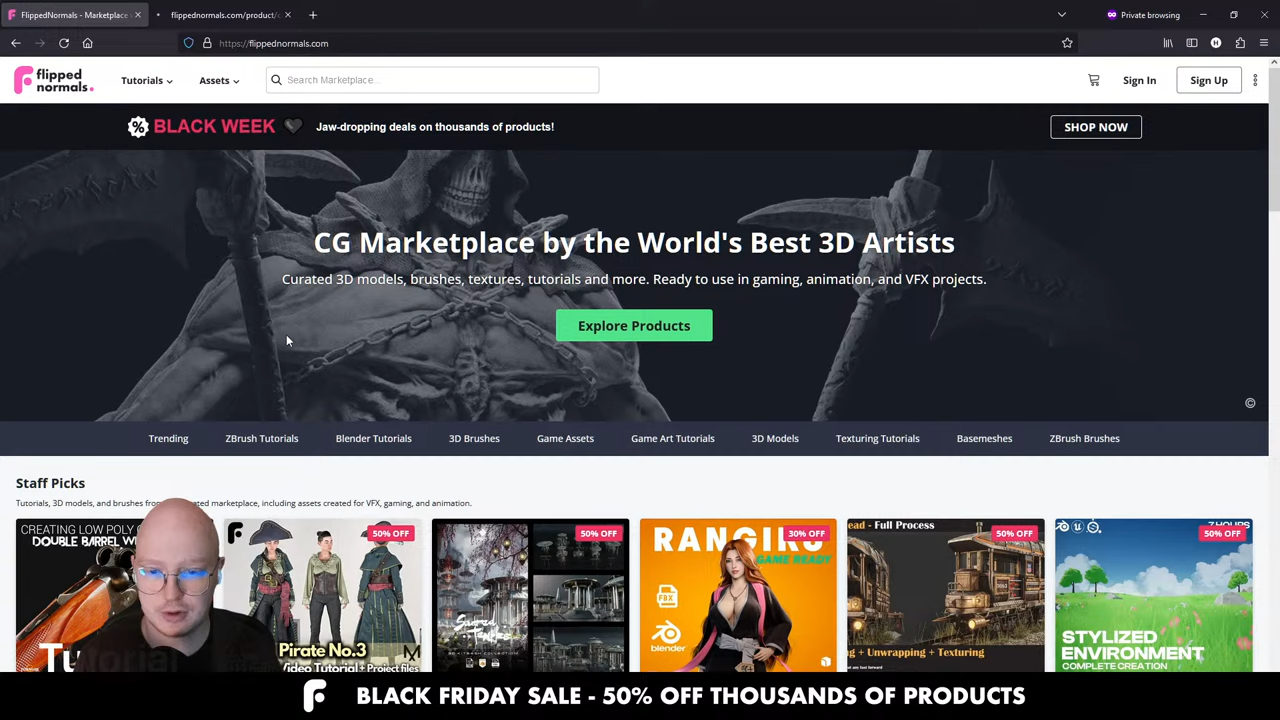 FlippedNormals - Marketplace
flippednormals.com/product/
Private browsing
https://flippednormals.com
H
flipped
normals.
Tutorials
Assets
Search Marketplace...
Sign In
Sign Up
% BLACK WEEK
Jaw-dropping deals on thousands of products!
SHOP NOW
CG Marketplace by the World's Best 3D Artists
Curated 3D models, brushes, textures, tutorials and more. Ready to use in gaming, animation, and VFX projects.
Explore Products
©
Trending
ZBrush Tutorials
Blender Tutorials
3D Brushes
Game Assets
Game Art Tutorials
3D Models
Texturing Tutorials
Basemeshes
ZBrush Brushes
Staff Picks
Tutorials, 3D models, and brushes marketplace, including assets created for VFX, gaming, and animation.
CREATING LOW POLY
DOUBLE BARREL
50% OFF
Pirate No.3
Video Tutorial + Project files
50% OFF
30% OFF
GAME READY
FBX
blender
- Full Process
50% OFF
+ Unwrapping + Texturing
50% OFF
STYLIZED
ENVIRONMENT
COMPLETE CREATION
BLACK FRIDAY SALE - 50% OFF THOUSANDS OF PRODUCTS